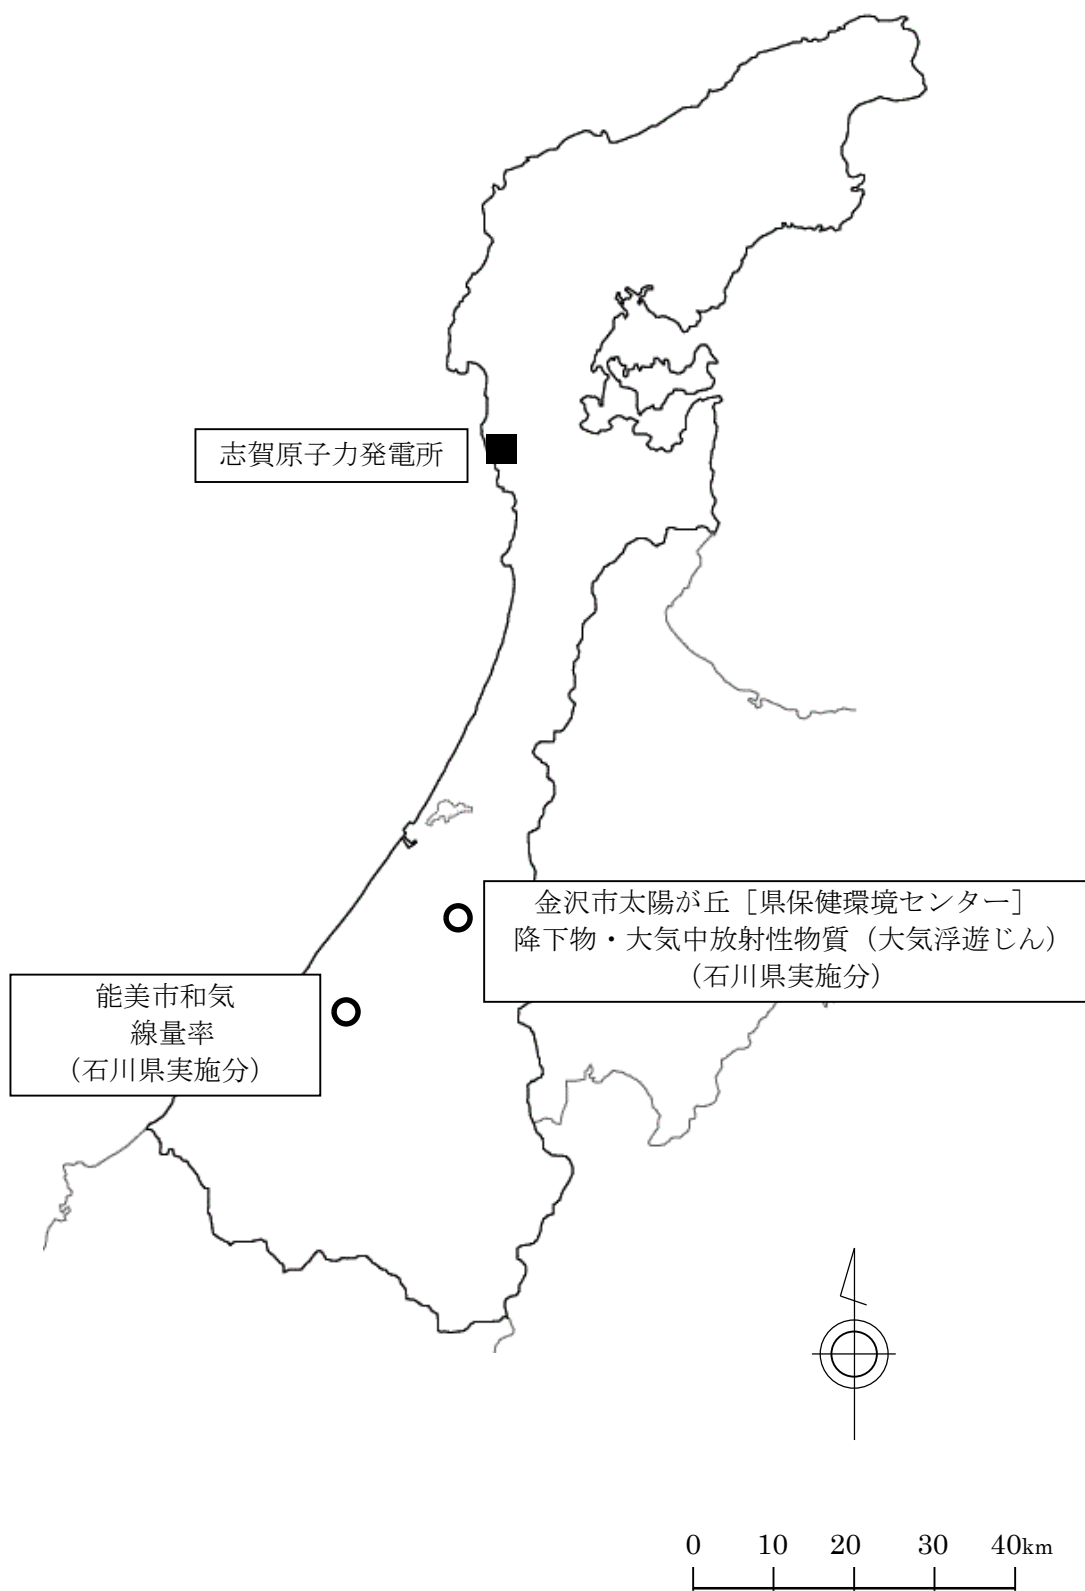 志賀原子力発電所
金沢市太陽が丘［県保健環境センター］
降下物・大気中放射性物質（大気浮遊じん）
（石川県実施分）
能美市和気
線量率
（石川県実施分）
0 10 20 30 40km